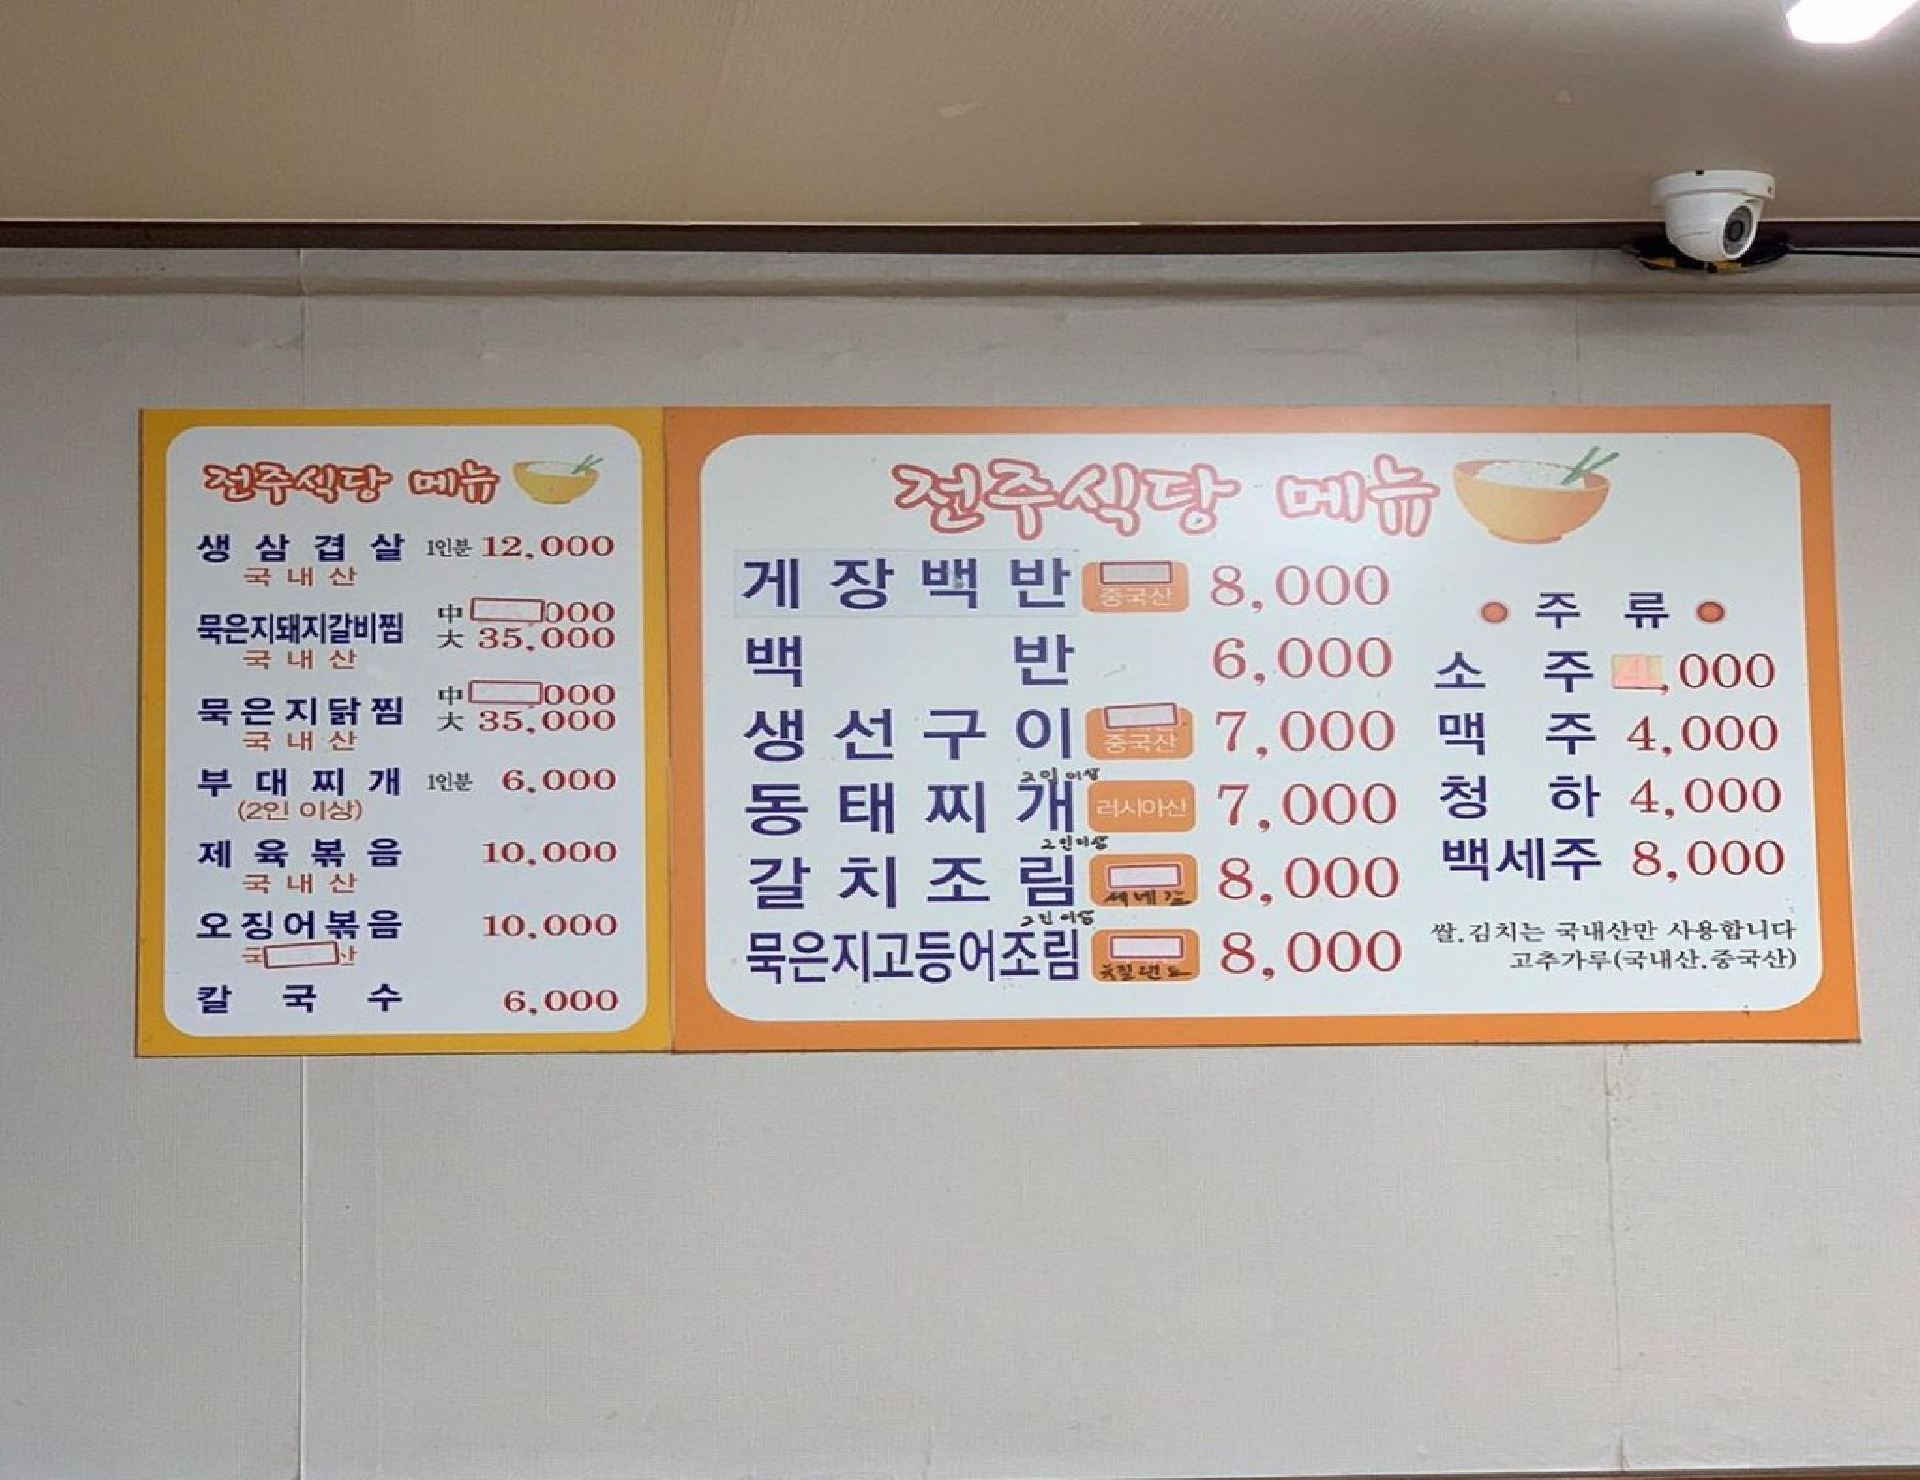 전주식당 메뉴
생삼겹살 1인분 12,000
국내산
묵은지돼지갈비찜 中 000
大 35,000
국내산
묵은지닭찜 中 000
大 35,000
국내산
부대찌개 1인분 6,000
(2인 이상)
제육볶음 10,000
국내산
오징어볶음 10,000
산
칼국수 6,000
전주식당 메뉴
게장백반 중국산 8,000
백반 6,000
생선구이 중국산 7,000
2인 이상
동태찌개 러시아산 7,000
2인이상
갈치조림 세네갈 8,000
2인 이상
묵은지고등어조림 8,000
주류
소주 4,000
맥주 4,000
청하 4,000
백세주 8,000
쌀.김치는 국내산만 사용합니다
고추가루(국내산.중국산)